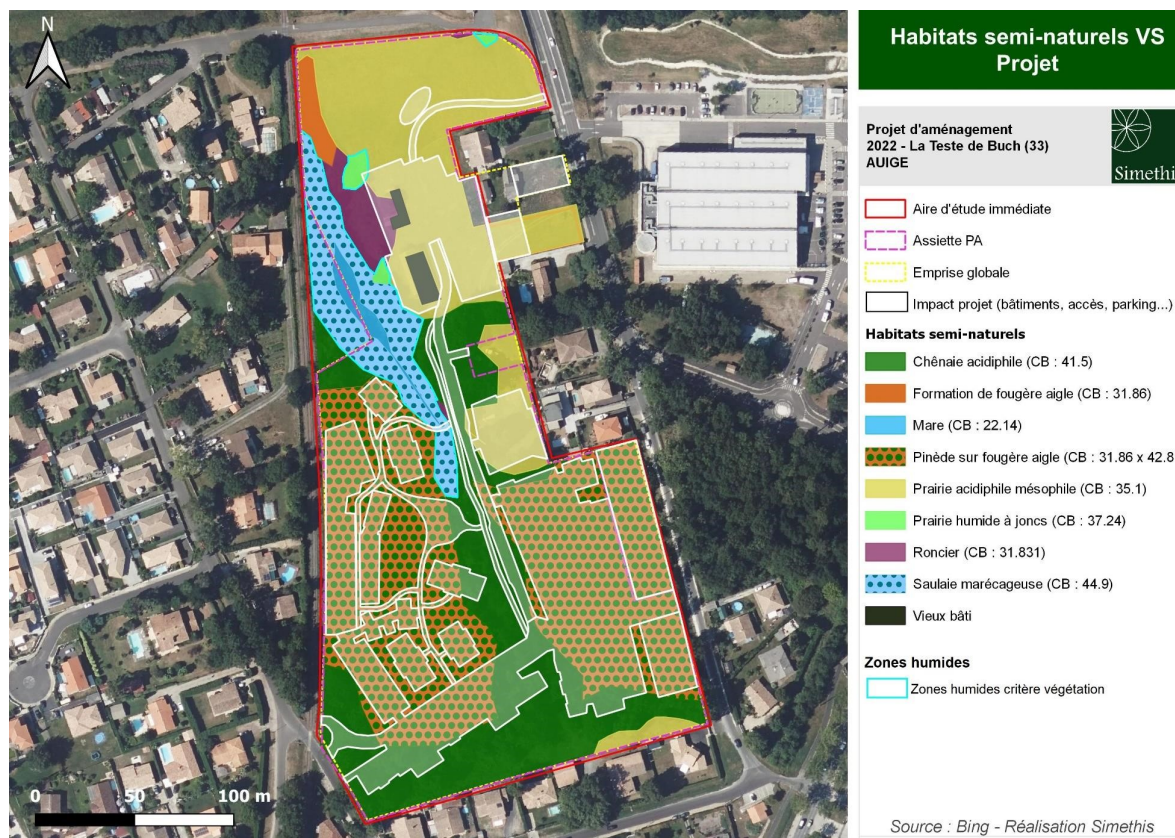 N
0 50 100 m
Habitats semi-naturels VS
Projet
Projet d'aménagement
2022 - La Teste de Buch (33)
AUIGE
Simethi
Aire d'étude immédiate
Assiette PA
Emprise globale
Impact projet (bâtiments, accès, parking...)
Habitats semi-naturels
Chênaie acidiphile (CB : 41.5)
Formation de fougère aigle (CB : 31.86)
Mare (CB : 22.14)
Pinède sur fougère aigle (CB : 31.86 x 42.8
Prairie acidiphile mésophile (CB : 35.1)
Prairie humide à joncs (CB : 37.24)
Roncier (CB : 31.831)
Saulaie marécageuse (CB : 44.9)
Vieux bâti
Zones humides
Zones humides critère végétation
Source : Bing - Réalisation Simethis